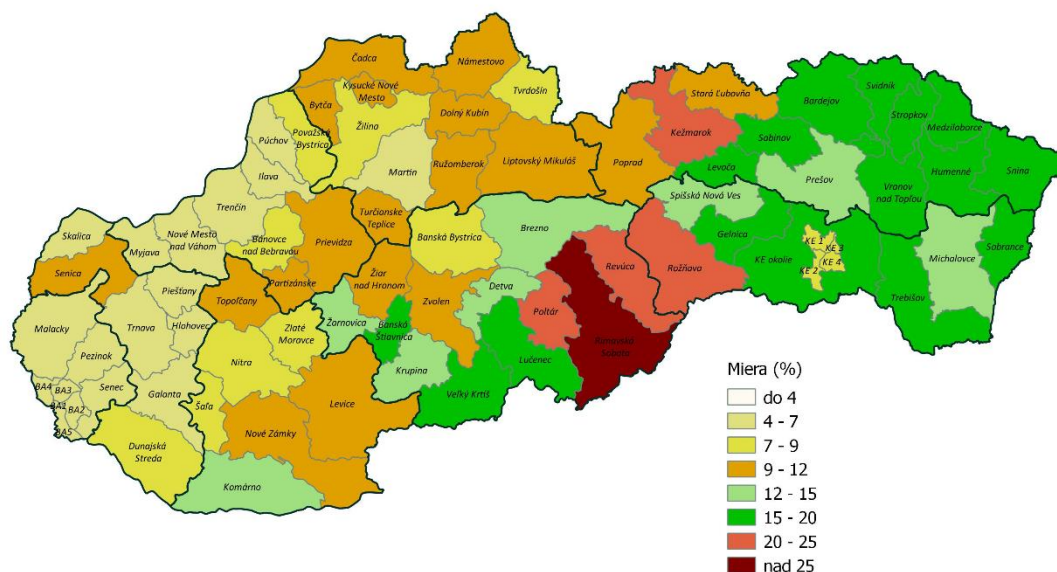 Čadca
Námestovo
Kysucké Nové
Mesto
Tvrdošín
Bytča
Stará Ľubovňa
Svidník
Bardejov
Dolný Kubín
Stropkov
Púchov
Považská
Bystrica
Žilina
Kežmarok
Medzilaborce
Sabinov
Martin
Ružomberok
Liptovský Mikuláš
Poprad
Levoča
Ilava
Prešov
Humenné
Snina
Spišská Nová Ves
Vranov
nad Topľou
Trenčín
Turčianske
Teplice
Skalica
Nové Mesto
nad Váhom
Myjava
Bánovce
nad Bebravou
Prievidza
Banská Bystrica
Brezno
Gelnica
KE 1
KE 3
KE 4
KE 2
KE okolie
Sobrance
Michalovce
Senica
Partizánske
Žiar
nad Hronom
Revúca
Rožňava
Piešťany
Topoľčany
Zvolen
Detva
Trebišov
Poltár
Malacky
Trnava
Hlohovec
Zlaté
Moravce
Žarnovica
Banská
Štiavnica
Rimavská
Sobota
Pezinok
Nitra
Krupina
Lučenec
Senec
Galanta
BA4
BA3
BA1
BA2
BA5
Šaľa
Levice
Veľký Krtíš
Nové Zámky
Dunajská
Streda
Komárno
Miera (%)
do 4
4 - 7
7 - 9
9 - 12
12 - 15
15 - 20
20 - 25
nad 25